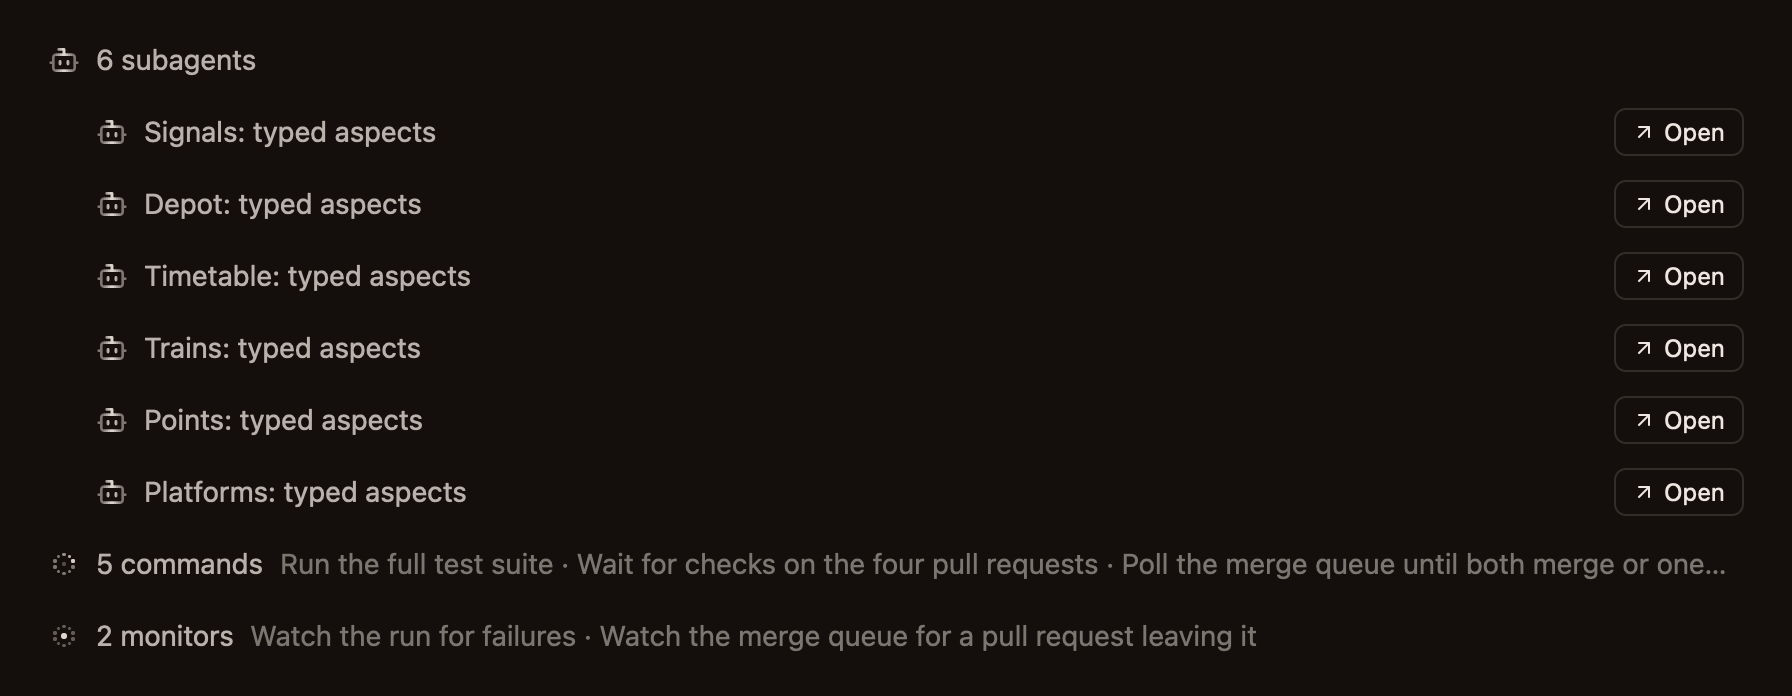 6 subagents
Signals: typed aspects Open
Depot: typed aspects Open
Timetable: typed aspects Open
Trains: typed aspects Open
Points: typed aspects Open
Platforms: typed aspects Open
5 commands Run the full test suite · Wait for checks on the four pull requests · Poll the merge queue until both merge or one...
2 monitors Watch the run for failures · Watch the merge queue for a pull request leaving it